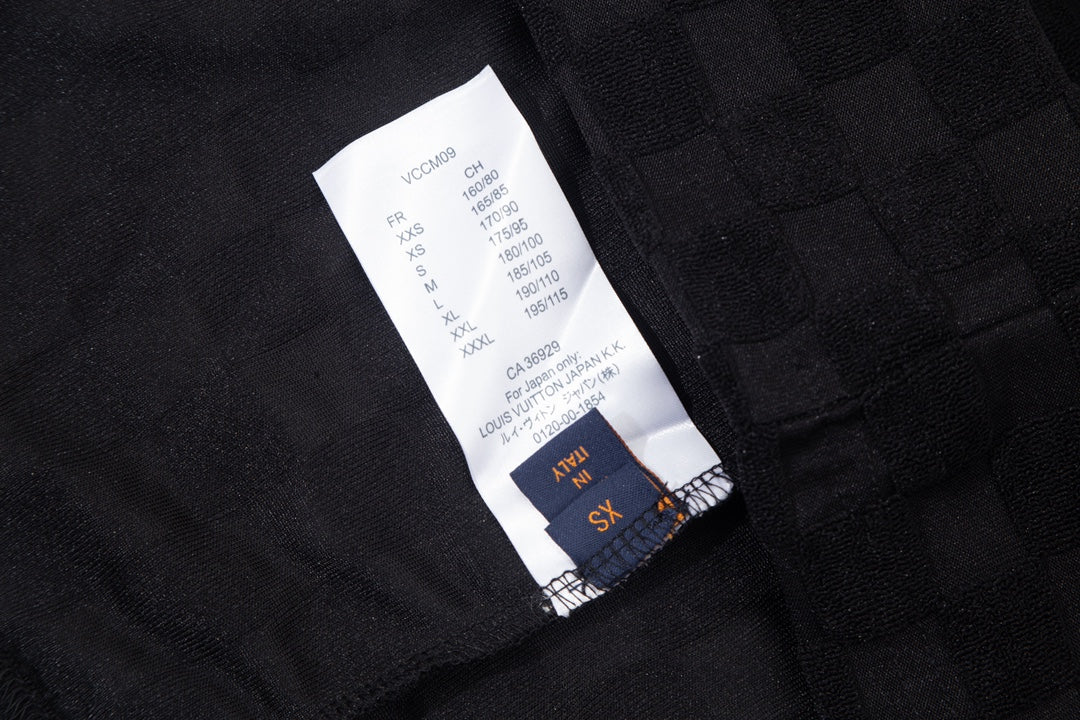 VCCM09
FR CH
XXS 160/80
XS 165/85
S 170/90
M 175/95
L 180/100
XL 185/105
XXL 190/110
XXXL 195/115
CA 36929
For Japan only:
LOUIS VUITTON JAPAN K.K.
ルイ・ヴィトン ジャパン(株)
0120-00-1854
IN
ITALY
XS